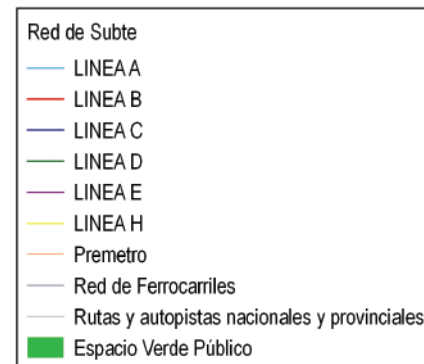 Red de Subte
LINEA A
LINEA B
LINEA C
LINEA D
LINEA E
LINEA H
Premetro
Red de Ferrocarriles
Rutas y autopistas nacionales y provinciales
Espacio Verde Público